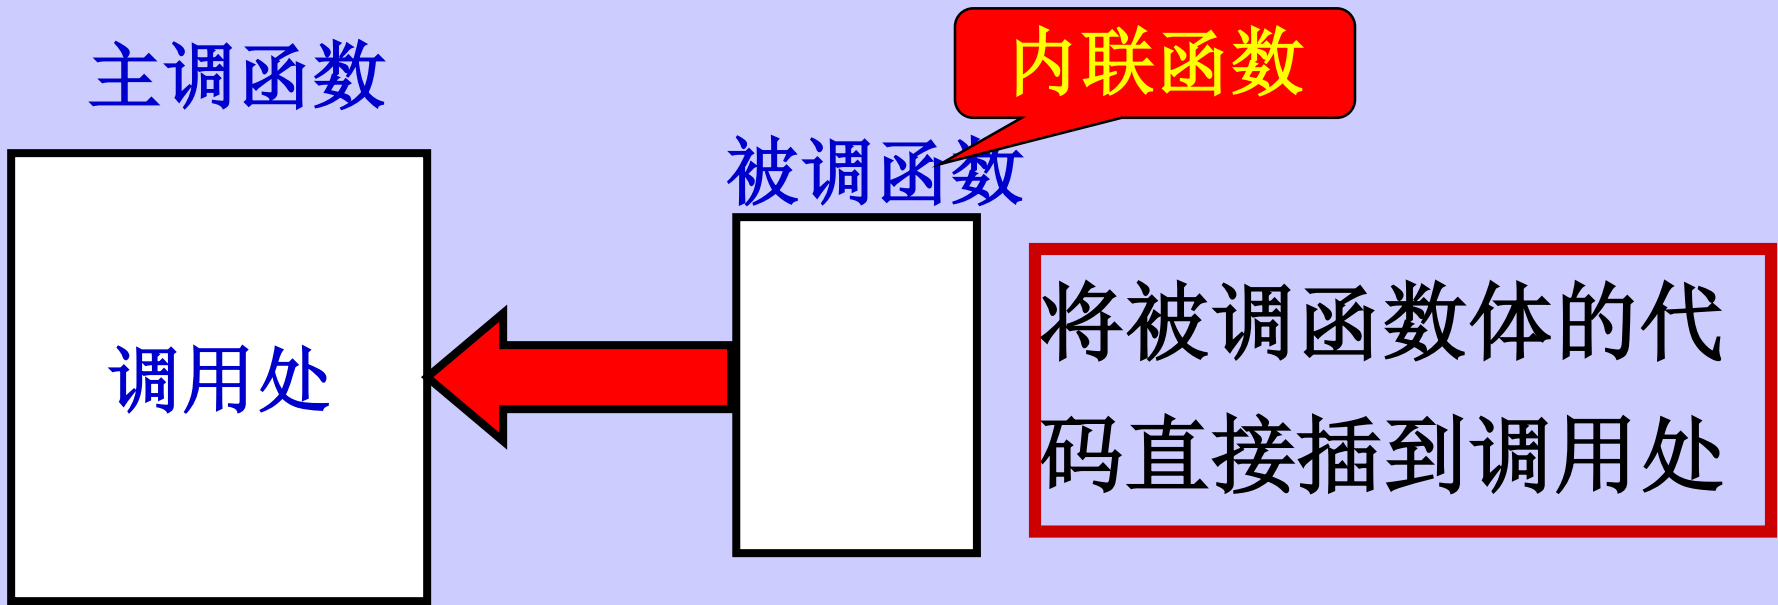 主调函数
内联函数
被调函数
调用处
将被调函数体的代
码直接插到调用处